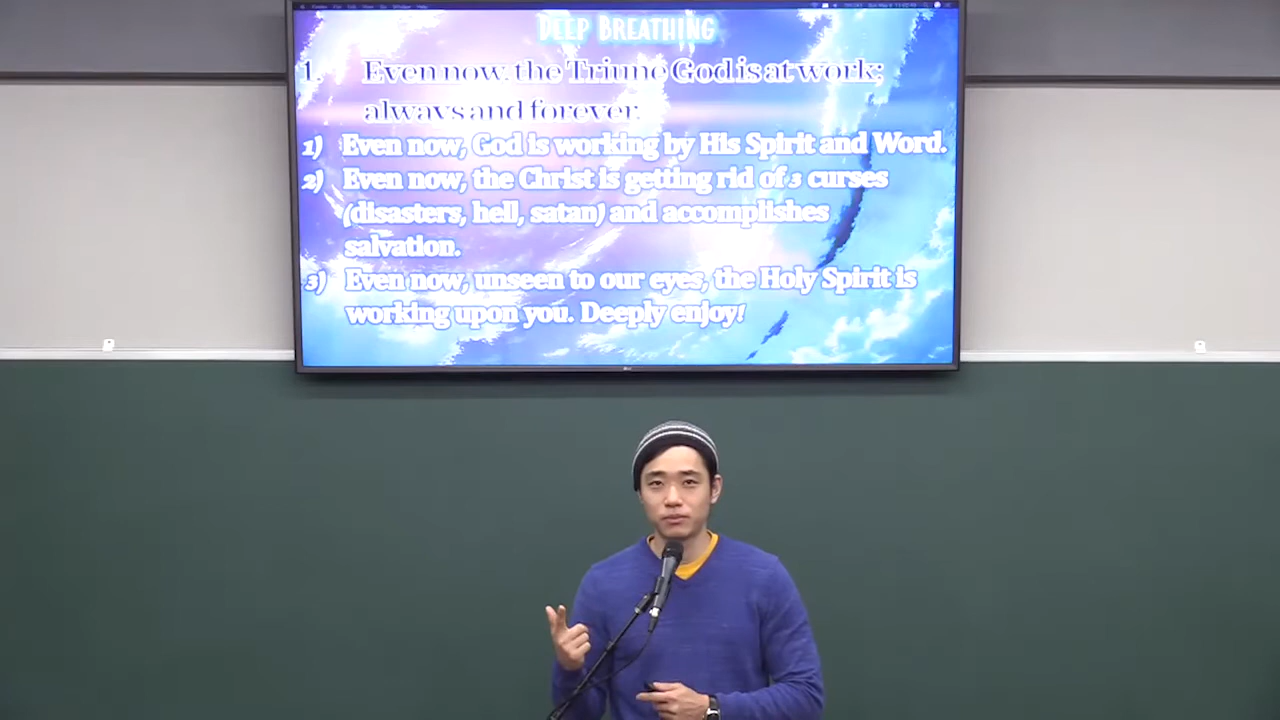 DEEP BREATHING
1. Even now, the Triune God is at work;
always and forever.
1) Even now, God is working by His Spirit and Word.
2) Even now, the Christ is getting rid of 3 curses
(disasters, hell, satan) and accomplishes
salvation.
3) Even now, unseen to our eyes, the Holy Spirit is
working upon you. Deeply enjoy!